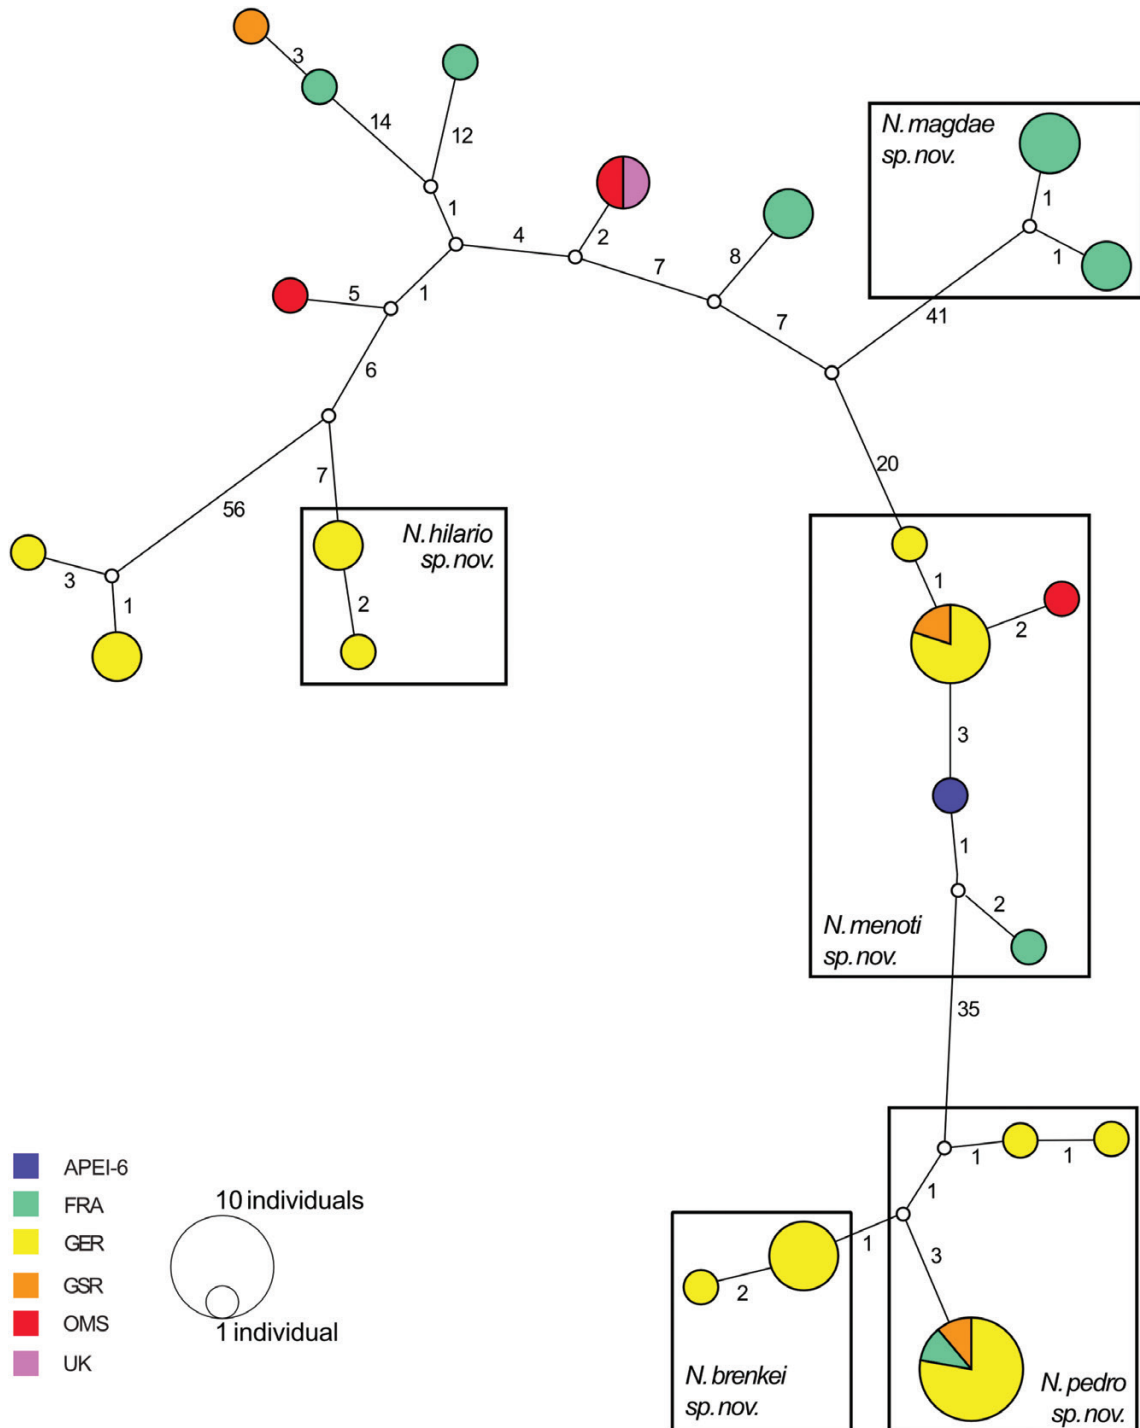 3
14
12
N. magdae
sp. nov.
1
1
1
4
2
8
7
5
1
7
41
6
20
7
56
N. hilario
sp. nov.
3
1
2
1
2
3
1
2
N. menoti
sp. nov.
35
1
1
1
1
3
2
N. brenkei
sp. nov.
N. pedro
sp. nov.
APEI-6
FRA
GER
GSR
OMS
UK
10 individuals
1 individual